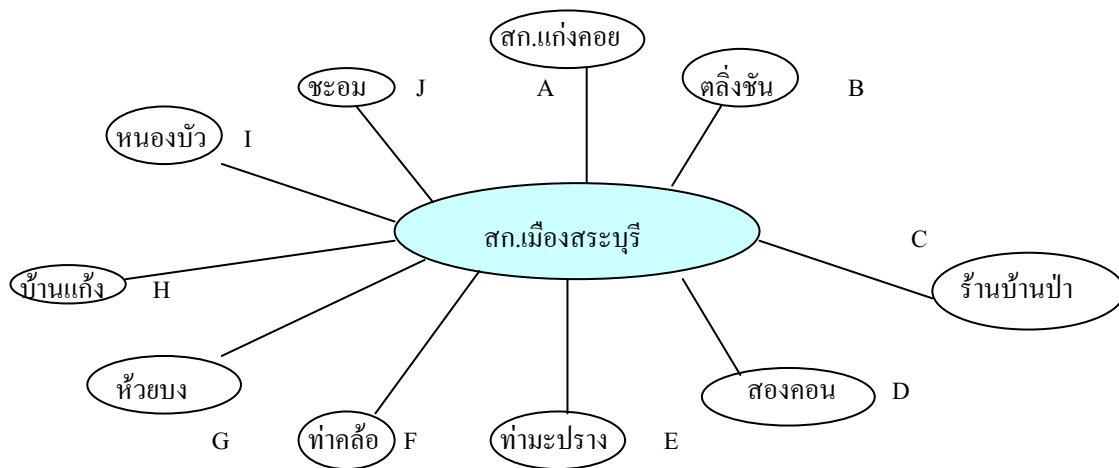 สก.แก่งคอย
ชะอม J A ตลิ่งชัน B
หนองบัว I
สก.เมืองสระบุรี C
บ้านแก้ง H ร้านบ้านป่า
ห้วยบง สองคอน D
G ท่าคล้อ F ท่ามะปราง E